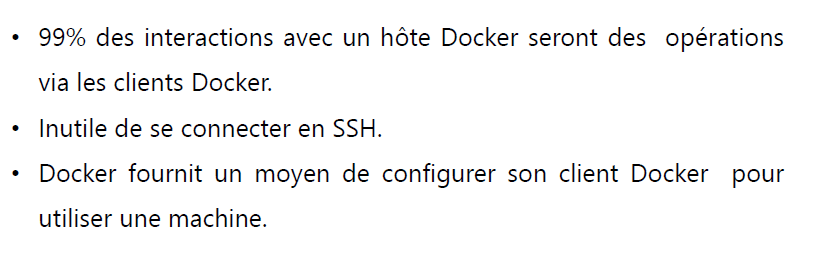 • 99% des interactions avec un hôte Docker seront des opérations
via les clients Docker.
• Inutile de se connecter en SSH.
• Docker fournit un moyen de configurer son client Docker pour
utiliser une machine.